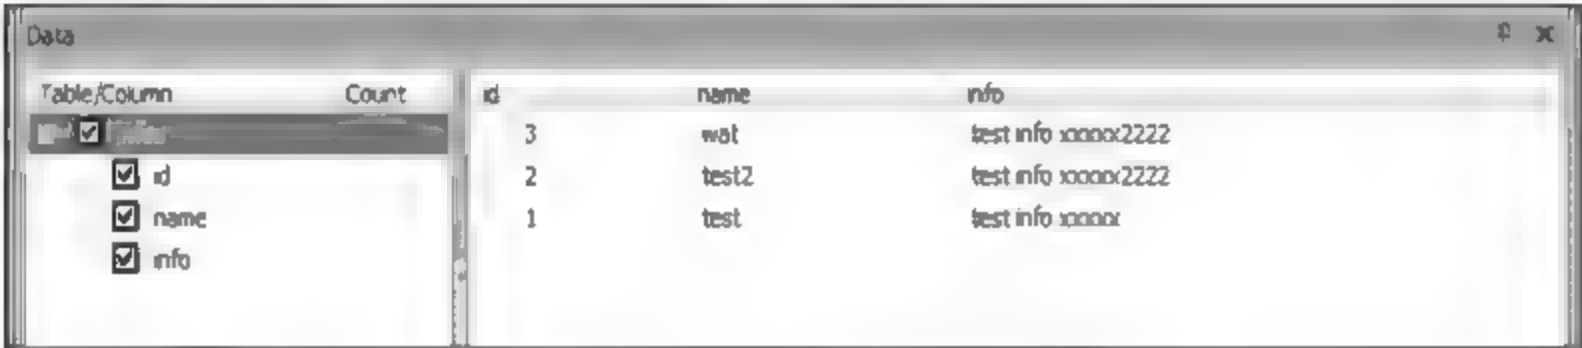 Data
Table/Column Count
id name info
3 wat test info xxxxx2222
id
2 test2 test info xxxxx2222
name
1 test test info xxxxx
info